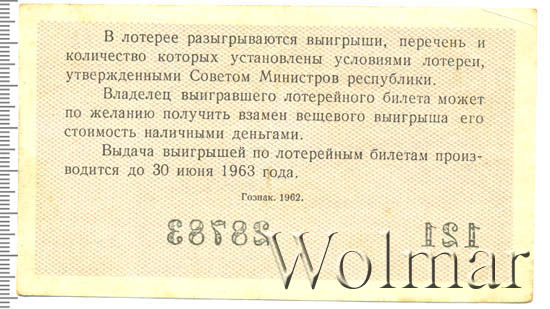 В лотерее разыгрываются выигрыши, перечень и
количество которых установлены условиями лотереи,
утвержденными Советом Министров республики.
Владелец выигравшего лотерейного билета может
по желанию получить взамен вещевого выигрыша его
стоимость наличными деньгами.
Выдача выигрышей по лотерейным билетам произ-
водится до 30 июня 1963 года.
Гознак. 1962.
121 28783
Wolmar